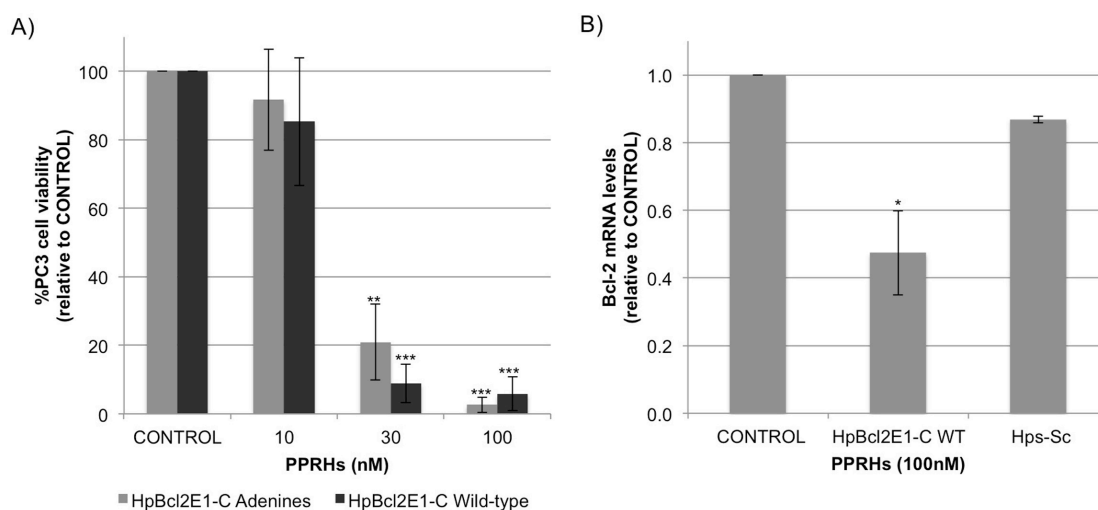 A)
%PC3 cell viability
(relative to CONTROL)
100
80
60
40
20
0
**
***
***
***
CONTROL
10
30
100
PPRHs (nM)
HpBcl2E1-C Adenines
HpBcl2E1-C Wild-type
B)
Bcl-2 mRNA levels
(relative to CONTROL)
1.0
0.8
0.6
0.4
0.2
0.0
*
CONTROL
HpBcl2E1-C WT
Hps-Sc
PPRHs (100nM)